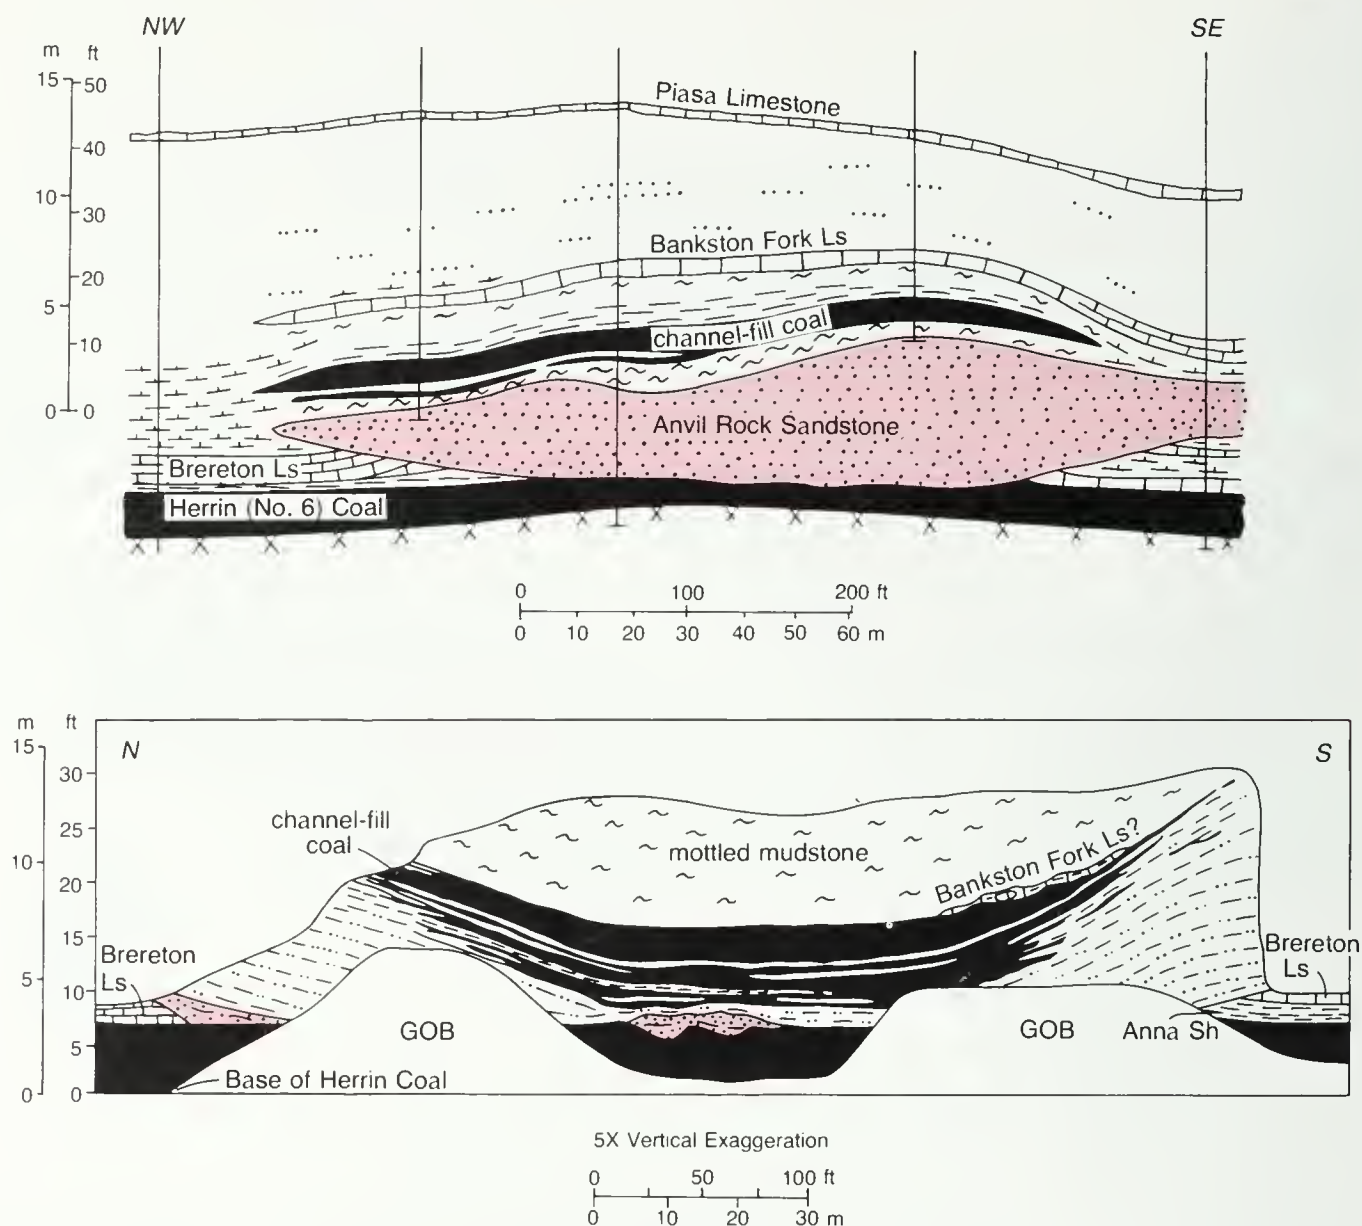 NW
SE
m ft
15 50
40
10
30
20
5
10
0 0
Piasa Limestone
Bankston Fork Ls
channel-fill coal
Anvil Rock Sandstone
Brereton Ls
Herrin (No. 6) Coal
0 100 200 ft
0 10 20 30 40 50 60 m
m ft
15
30
25
10
20
15
5
10
5
0 0
N
S
channel-fill
coal
mottled mudstone
Bankston Fork Ls?
Brereton
Ls
Brereton
Ls
GOB
GOB
Anna Sh
Base of Herrin Coal
5X Vertical Exaggeration
0 50 100 ft
0 10 20 30 m